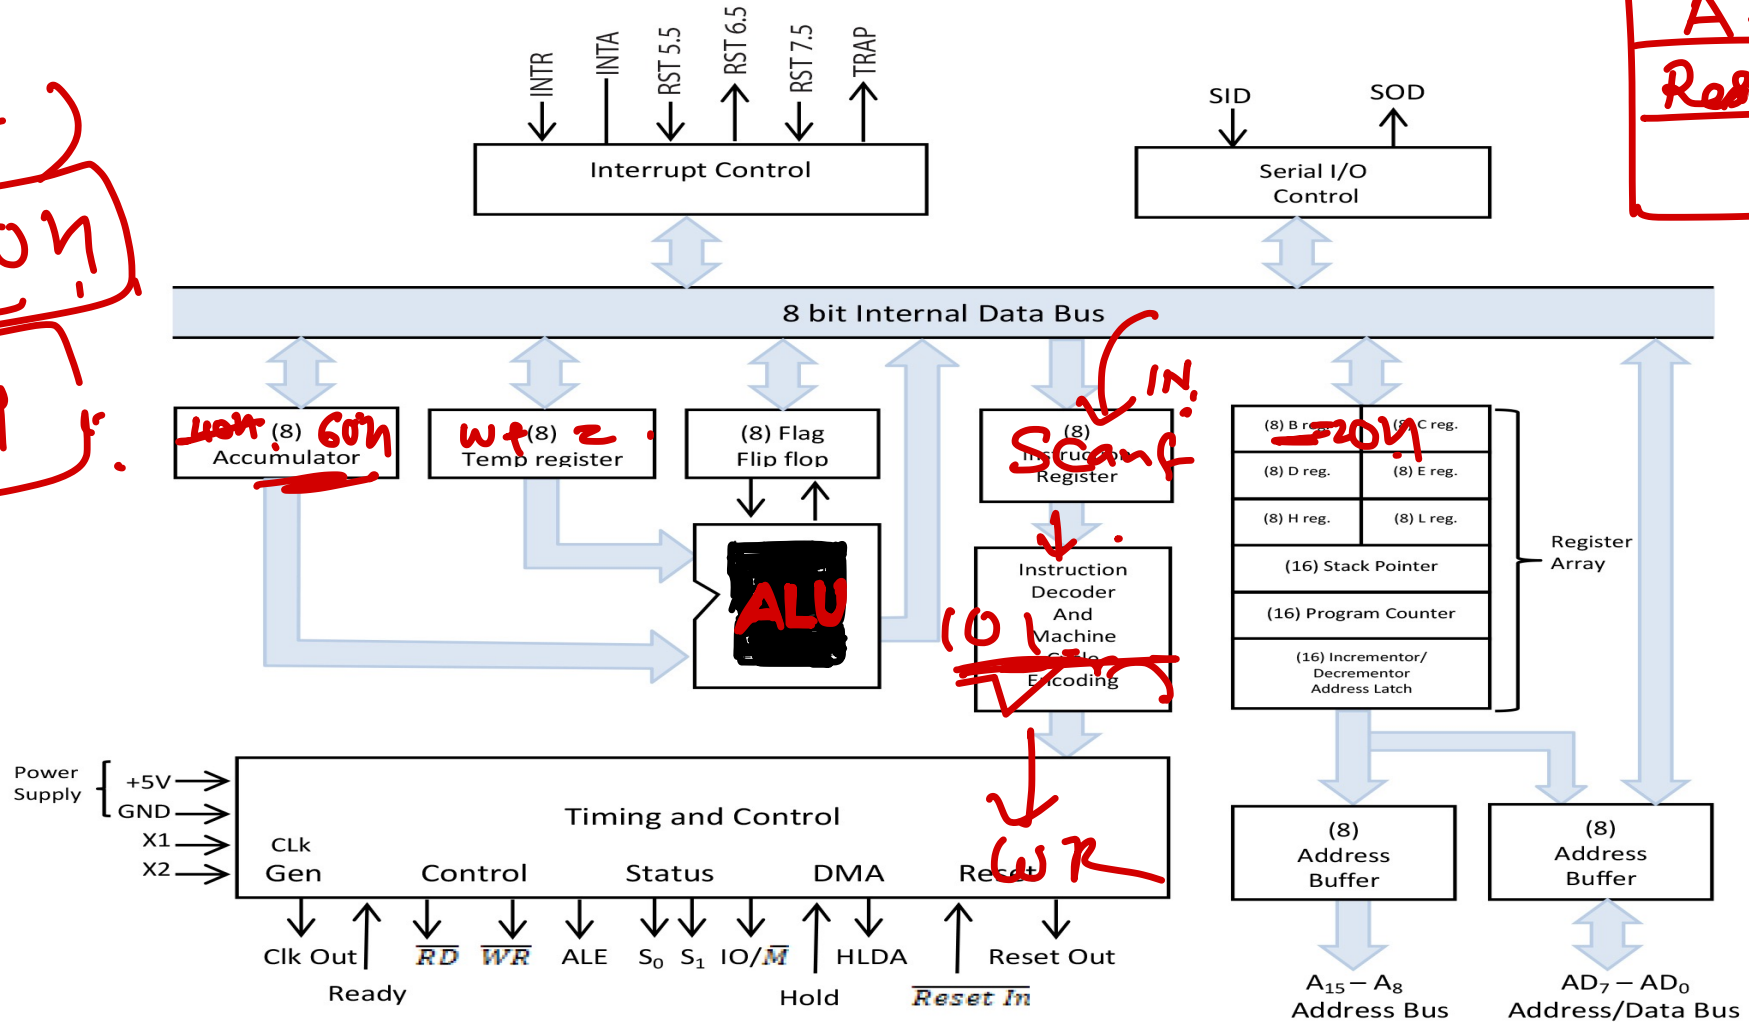 INTR
INTA
RST 5.5
RST 6.5
RST 7.5
TRAP
SID
SOD
A
Res
Interrupt Control
Serial I/O
Control
8 bit Internal Data Bus
IN
(8) 60H
Accumulator
W+ (8) Z
Temp register
(8) Flag
Flip flop
(8)
Scanf
Register
(8) B reg.
20H
C reg.
(8) D reg.
(8) E reg.
(8) H reg.
(8) L reg.
(16) Stack Pointer
(16) Program Counter
(16) Incrementor/
Decrementor
Address Latch
Register
Array
ALU
Instruction
Decoder
And
Machine
101
Encoding
Power
Supply
+5V
GND
X1
X2
Timing and Control
CLk
Gen
Control
Status
DMA
Reset
WR
(8)
Address
Buffer
(8)
Address
Buffer
Clk Out
Ready
RD
WR
ALE
S0
S1
IO/M
Hold
HLDA
Reset In
Reset Out
A15 – A8
Address Bus
AD7 – AD0
Address/Data Bus